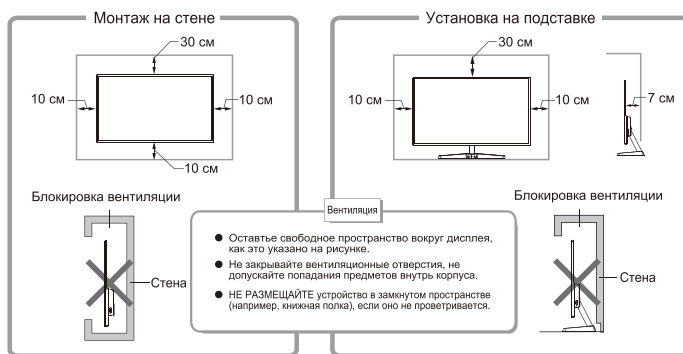 Монтаж на стене
30 см
10 см
10 см
10 см
Блокировка вентиляции
Стена
Установка на подставке
30 см
10 см
10 см
7 см
Блокировка вентиляции
Стена
Вентиляция
● Оставтье свободное пространство вокруг дисплея,
как это указано на рисунке.
● Не закрывайте вентиляционные отверстия, не
допускайте попадания предметов внутрь корпуса.
● НЕ РАЗМЕЩАЙТЕ устройство в замкнутом пространстве
(например, книжная полка), если оно не проветривается.